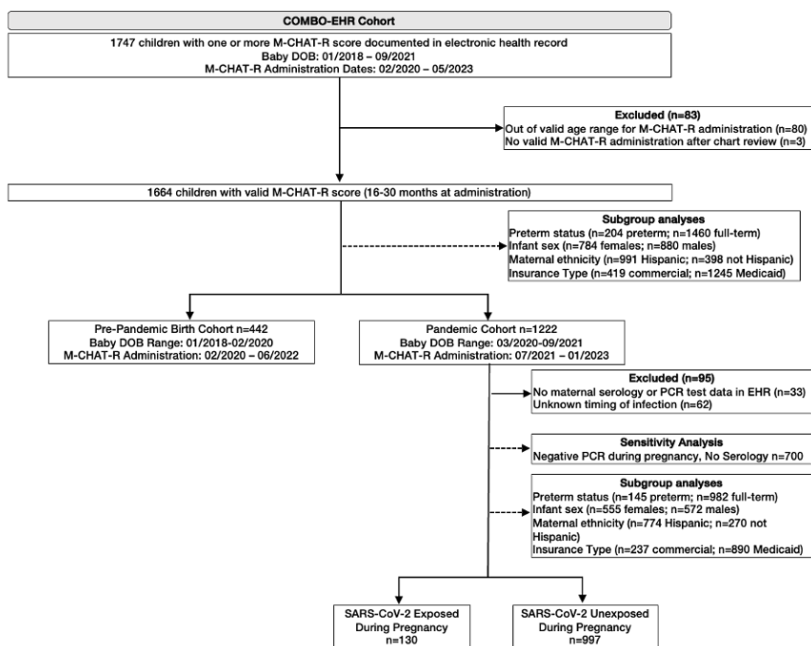 COMBO-EHR Cohort
1747 children with one or more M-CHAT-R score documented in electronic health record
Baby DOB: 01/2018 – 09/2021
M-CHAT-R Administration Dates: 02/2020 – 05/2023
Excluded (n=83)
Out of valid age range for M-CHAT-R administration (n=80)
No valid M-CHAT-R administration after chart review (n=3)
1664 children with valid M-CHAT-R score (16-30 months at administration)
Subgroup analyses
Preterm status (n=204 preterm; n=1460 full-term)
Infant sex (n=784 females; n=880 males)
Maternal ethnicity (n=991 Hispanic; n=398 not Hispanic)
Insurance Type (n=419 commercial; n=1245 Medicaid)
Pre-Pandemic Birth Cohort n=442
Baby DOB Range: 01/2018-02/2020
M-CHAT-R Administration: 02/2020 – 06/2022
Pandemic Cohort n=1222
Baby DOB Range: 03/2020-09/2021
M-CHAT-R Administration: 07/2021 – 01/2023
Excluded (n=95)
No maternal serology or PCR test data in EHR (n=33)
Unknown timing of infection (n=62)
Sensitivity Analysis
Negative PCR during pregnancy, No Serology n=700
Subgroup analyses
Preterm status (n=145 preterm; n=982 full-term)
Infant sex (n=555 females; n=572 males)
Maternal ethnicity (n=774 Hispanic; n=270 not
Hispanic)
Insurance Type (n=237 commercial; n=890 Medicaid)
SARS-CoV-2 Exposed
During Pregnancy
n=130
SARS-CoV-2 Unexposed
During Pregnancy
n=997